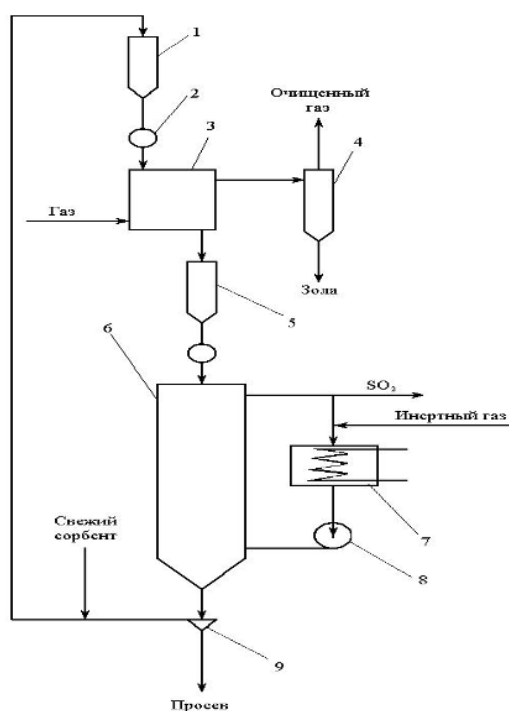 1
2
Очищенный
газ
3
4
Газ
Зола
5
6
SO₂
Инертный газ
Свежий
сорбент
7
8
9
Просев